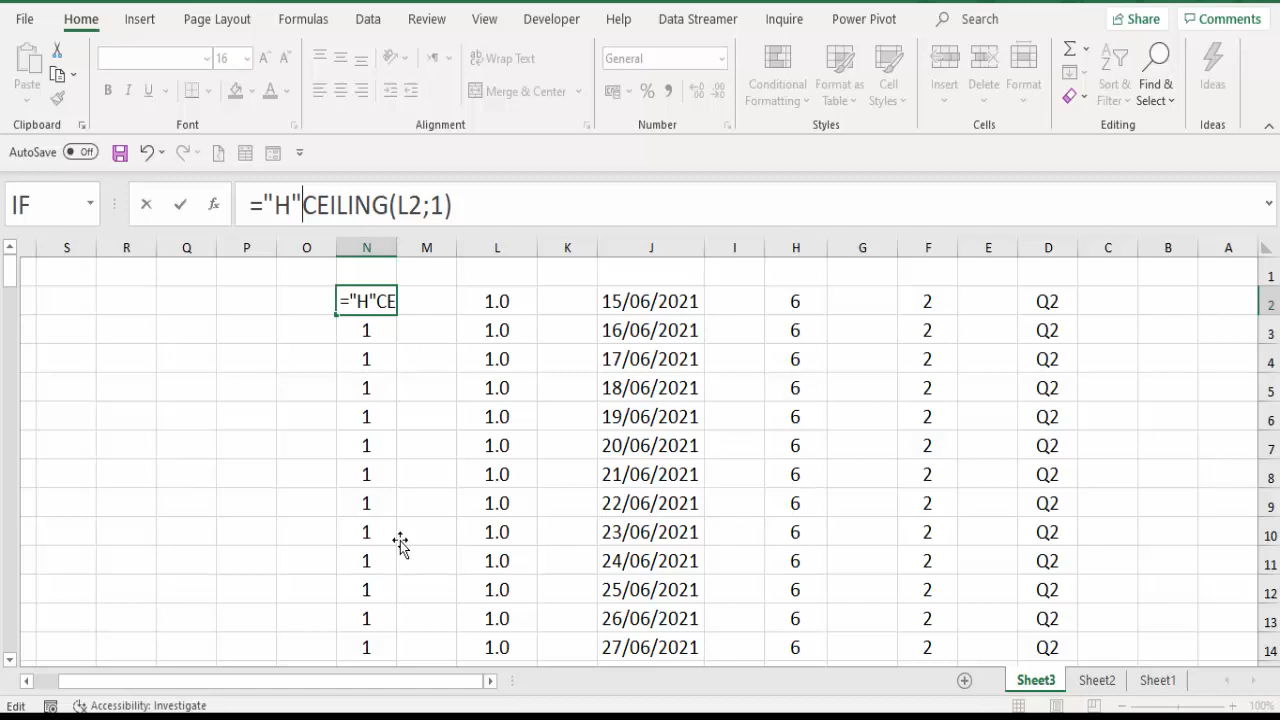 File Home Insert Page Layout Formulas Data Review View Developer Help Data Streamer Inquire Power Pivot Search Share Comments
Paste 16 B I U Wrap Text Merge & Center General % Conditional Formatting Format as Table Cell Styles Insert Delete Format Sort & Filter Find & Select Ideas
Clipboard Font Alignment Number Styles Cells Editing Ideas
AutoSave Off
IF fx ="H"CEILING(L2;1)
S R Q P O N M L K J I H G F E D C B A
1
="H"CE 1.0 15/06/2021 6 2 Q2 2
1 1.0 16/06/2021 6 2 Q2 3
1 1.0 17/06/2021 6 2 Q2 4
1 1.0 18/06/2021 6 2 Q2 5
1 1.0 19/06/2021 6 2 Q2 6
1 1.0 20/06/2021 6 2 Q2 7
1 1.0 21/06/2021 6 2 Q2 8
1 1.0 22/06/2021 6 2 Q2 9
1 1.0 23/06/2021 6 2 Q2 10
1 1.0 24/06/2021 6 2 Q2 11
1 1.0 25/06/2021 6 2 Q2 12
1 1.0 26/06/2021 6 2 Q2 13
1 1.0 27/06/2021 6 2 Q2 14
Sheet3 Sheet2 Sheet1
Edit Accessibility: Investigate 100%